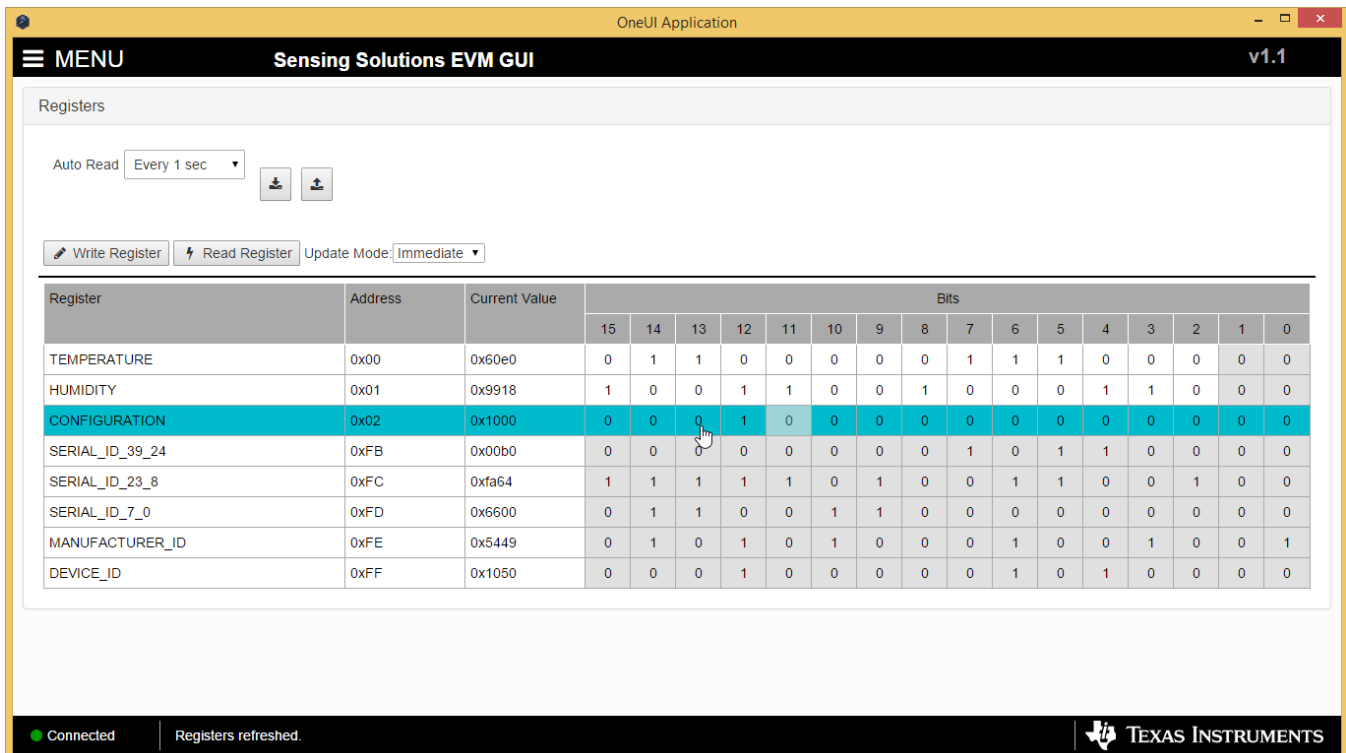 OneUI Application
MENU Sensing Solutions EVM GUI v1.1
Registers
Auto Read Every 1 sec
Write Register Read Register Update Mode: Immediate
Register Address Current Value Bits
15 14 13 12 11 10 9 8 7 6 5 4 3 2 1 0
TEMPERATURE 0x00 0x60e0 0 1 1 0 0 0 0 0 1 1 1 0 0 0 0 0
HUMIDITY 0x01 0x9918 1 0 0 1 1 0 0 1 0 0 0 1 1 0 0 0
CONFIGURATION 0x02 0x1000 0 0 0 1 0 0 0 0 0 0 0 0 0 0 0 0
SERIAL_ID_39_24 0xFB 0x00b0 0 0 0 0 0 0 0 0 1 0 1 1 0 0 0 0
SERIAL_ID_23_8 0xFC 0xfa64 1 1 1 1 1 0 1 0 0 1 1 0 0 1 0 0
SERIAL_ID_7_0 0xFD 0x6600 0 1 1 0 0 1 1 0 0 0 0 0 0 0 0 0
MANUFACTURER_ID 0xFE 0x5449 0 1 0 1 0 1 0 0 0 1 0 0 1 0 0 1
DEVICE_ID 0xFF 0x1050 0 0 0 1 0 0 0 0 0 1 0 1 0 0 0 0
Connected Registers refreshed. TEXAS INSTRUMENTS